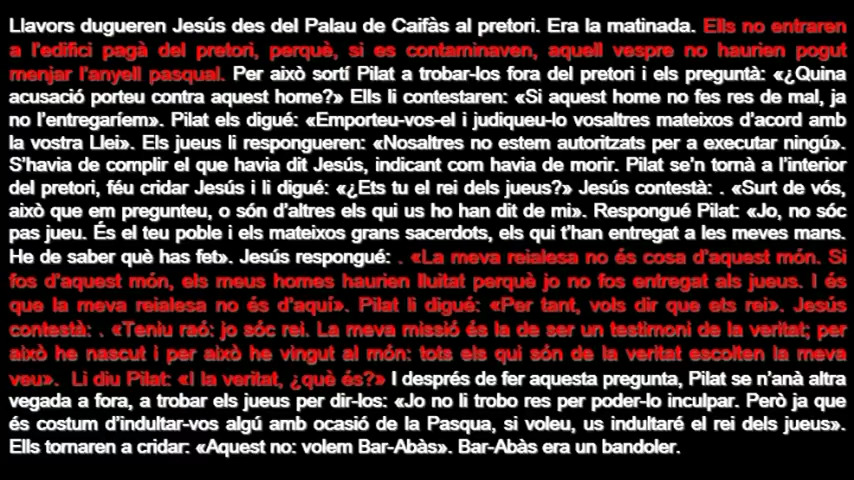 Llavors dugueren Jesús des del Palau de Caifàs al pretori. Era la matinada. Ells no entraren
a l'edifici pagà del pretori, perquè, si es contaminaven, aquell vespre no haurien pogut
menjar l'anyell pasqual. Per això sortí Pilat a trobar-los fora del pretori i els preguntà: «¿Quina
acusació porteu contra aquest home?» Ells li contestaren: «Si aquest home no fes res de mal, ja
no l'entregaríem». Pilat els digué: «Emporteu-vos-el i judiqueu-lo vosaltres mateixos d'acord amb
la vostra Llei». Els jueus li respongueren: «Nosaltres no estem autoritzats per a executar ningú».
S'havia de complir el que havia dit Jesús, indicant com havia de morir. Pilat se'n tornà a l'interior
del pretori, féu cridar Jesús i li digué: «¿Ets tu el rei dels jueus?» Jesús contestà: . «Surt de vós,
això que em pregunteu, o són d'altres els qui us ho han dit de mi». Respongué Pilat: «Jo, no sóc
pas jueu. És el teu poble i els mateixos grans sacerdots, els qui t'han entregat a les meves mans.
He de saber què has fet». Jesús respongué: . «La meva reialesa no és cosa d'aquest món. Si
fos d'aquest món, els meus homes haurien lluitat perquè jo no fos entregat als jueus. I és
que la meva reialesa no és d'aquí». Pilat li digué: «Per tant, vols dir que ets rei». Jesús
contestà: . «Teniu raó: jo sóc rei. La meva missió és la de ser un testimoni de la veritat; per
això he nascut i per això he vingut al món: tots els qui són de la veritat escolten la meva
veu». Li diu Pilat: «I la veritat, ¿què és?» I després de fer aquesta pregunta, Pilat se n'anà altra
vegada a fora, a trobar els jueus per dir-los: «Jo no li trobo res per poder-lo inculpar. Però ja que
és costum d'indultar-vos algú amb ocasió de la Pasqua, si voleu, us indultaré el rei dels jueus».
Ells tornaren a cridar: «Aquest no: volem Bar-Abàs». Bar-Abàs era un bandoler.